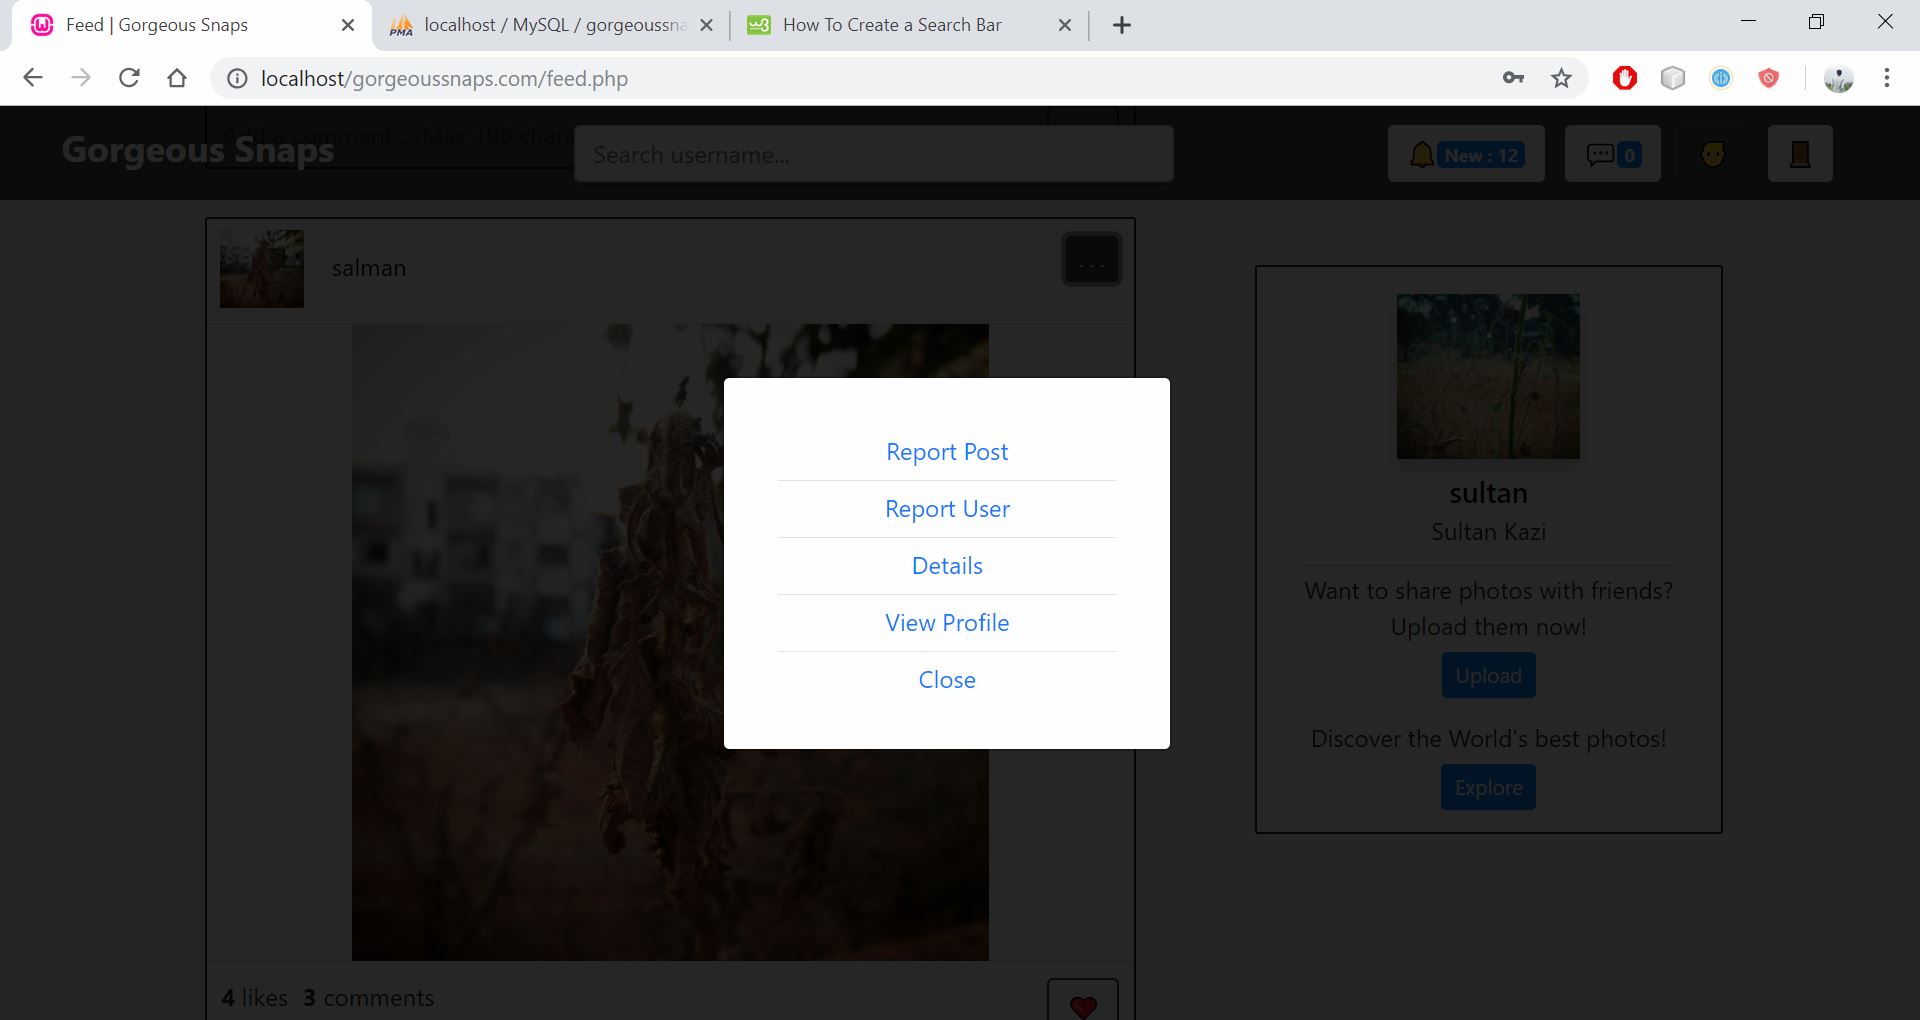 Feed | Gorgeous Snaps
localhost / MySQL / gorgeoussna
How To Create a Search Bar
localhost/gorgeoussnaps.com/feed.php
Add a comment... (Max 100 chara
Gorgeous Snaps
Search username...
New : 12
0
salman
...
Report Post
Report User
Details
View Profile
Close
sultan
Sultan Kazi
Want to share photos with friends?
Upload them now!
Upload
Discover the World's best photos!
Explore
4 likes 3 comments